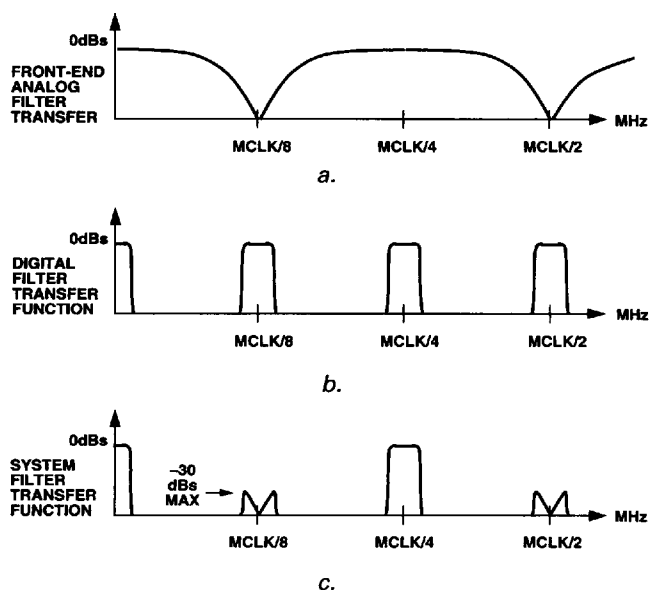 0dBs
FRONT-END
ANALOG
FILTER
TRANSFER
MHz
MCLK/8 MCLK/4 MCLK/2
a.
0dBs
DIGITAL
FILTER
TRANSFER
FUNCTION
MHz
MCLK/8 MCLK/4 MCLK/2
b.
0dBs
SYSTEM
FILTER
TRANSFER
FUNCTION
–30
dBs
MAX
MHz
MCLK/8 MCLK/4 MCLK/2
c.